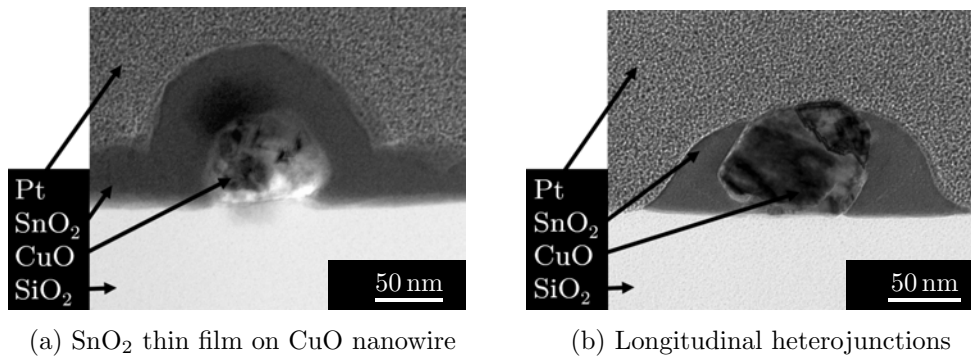 Pt
SnO₂
CuO
SiO₂
50 nm
Pt
SnO₂
CuO
SiO₂
50 nm
(a) SnO₂ thin film on CuO nanowire
(b) Longitudinal heterojunctions